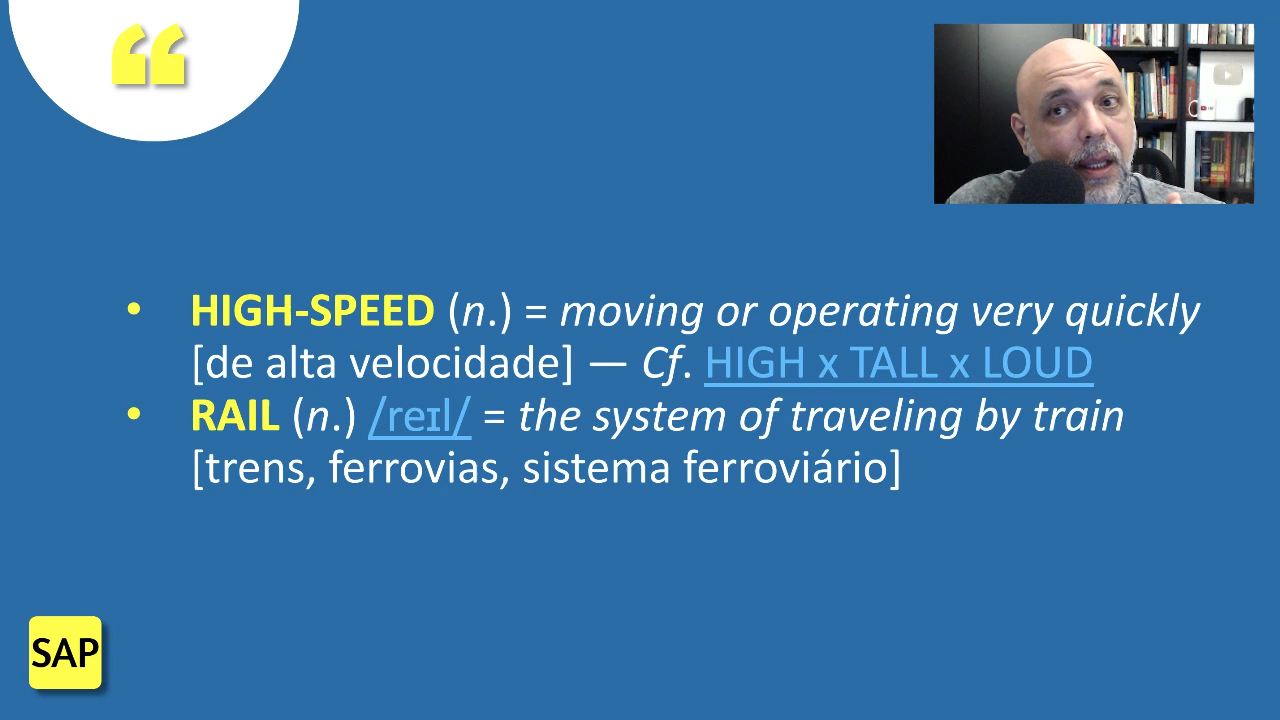 “
• HIGH-SPEED (n.) = moving or operating very quickly
[de alta velocidade] — Cf. HIGH x TALL x LOUD
• RAIL (n.) /reɪl/ = the system of traveling by train
[trens, ferrovias, sistema ferroviário]
SAP